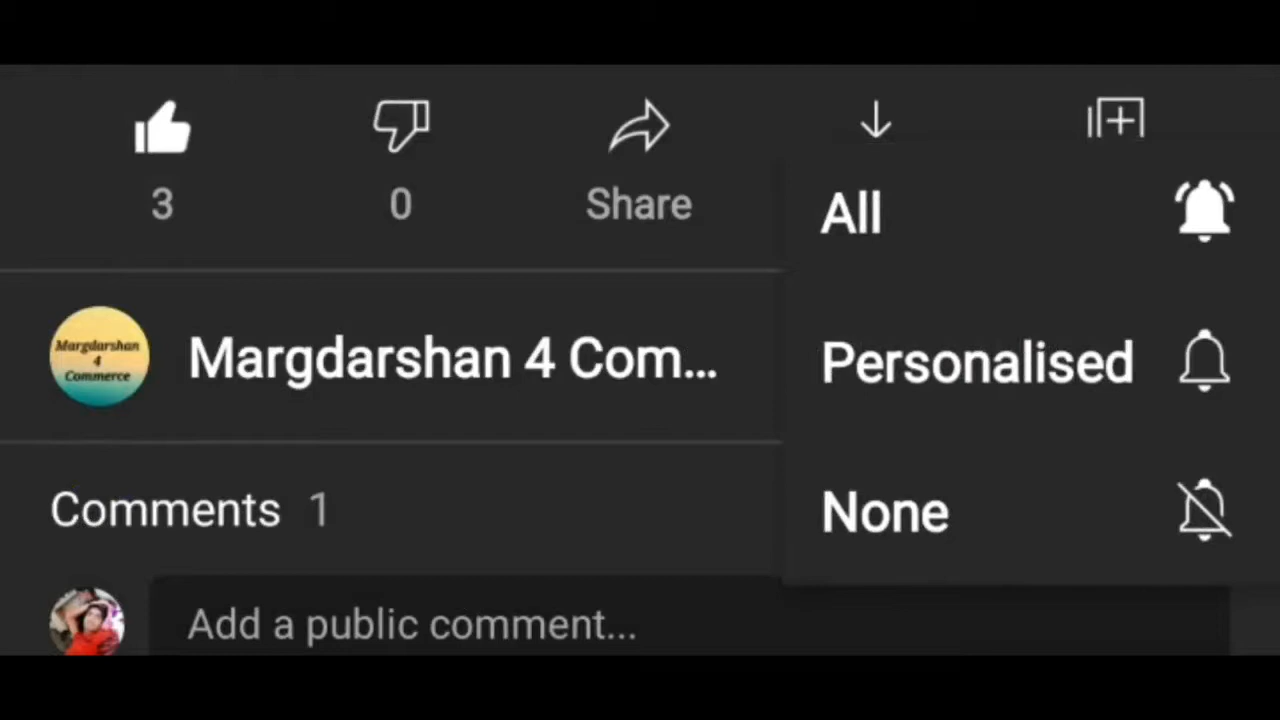 3
0
Share
All
Margdarshan
4
Commerce
Margdarshan 4 Com...
Personalised
Comments 1
None
Add a public comment...